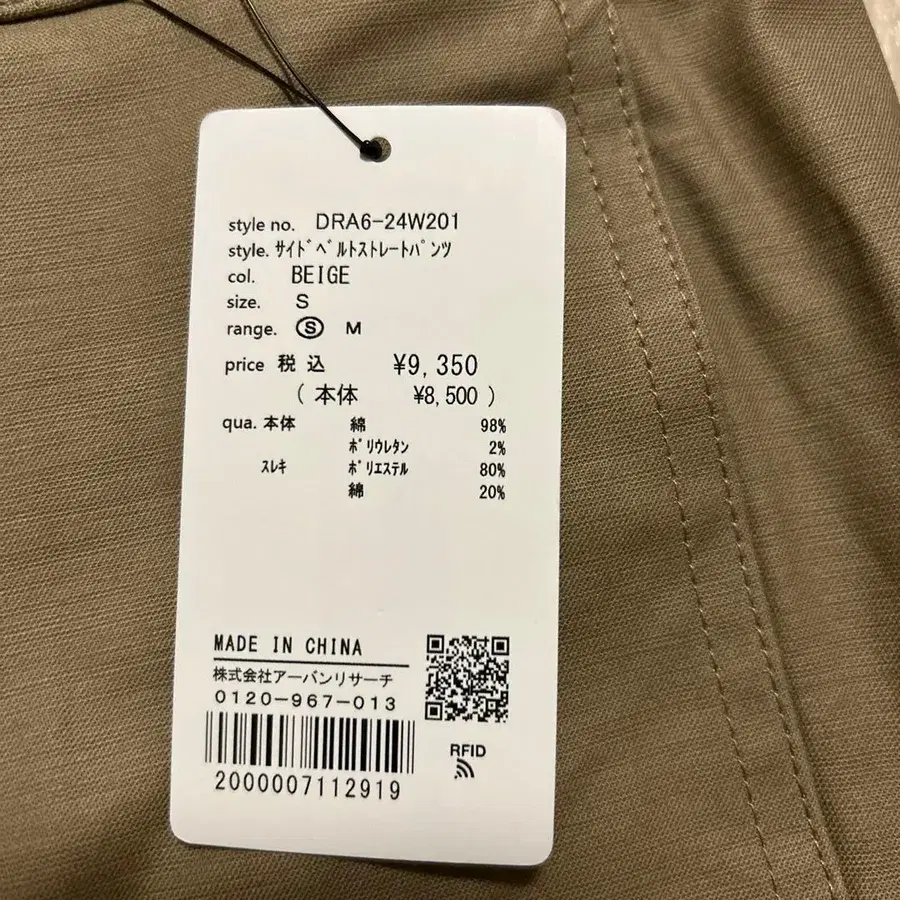 style no. DRA6-24W201
style. サイドベルトストレートパンツ
col. BEIGE
size. S
range. Ⓢ M
price 税込 ¥9,350
( 本体 ¥8,500 )
qua. 本体 綿 98%
ポリウレタン 2%
スレキ ポリエステル 80%
綿 20%
MADE IN CHINA
株式会社アーバンリサーチ
0120-967-013
2000007112919
RFID